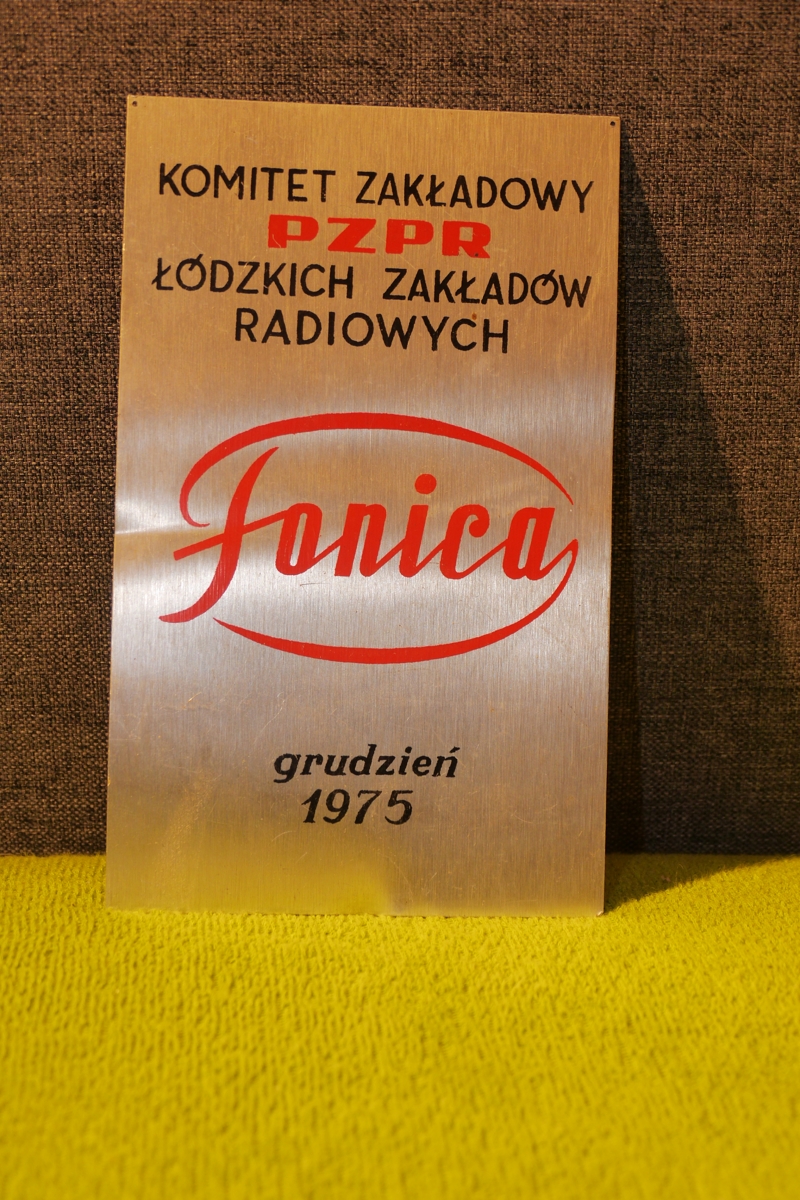 KOMITET ZAKŁADOWY
PZPR
ŁÓDZKICH ZAKŁADÓW
RADIOWYCH
Fonica
grudzień
1975